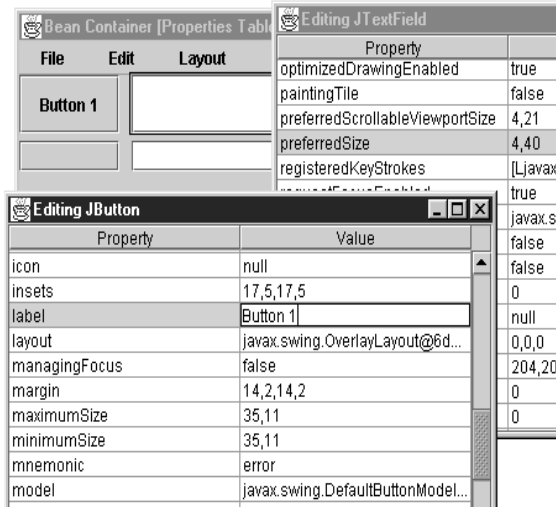 Bean Container [Properties Table
File Edit Layout
Button 1
Editing JTextField
Property
optimizedDrawingEnabled true
paintingTile false
preferredScrollableViewportSize 4,21
preferredSize 4,40
registeredKeyStrokes [Ljavax
requestFocusEnabled true
javax.s
false
false
0
null
0,0,0
204,20
0
0
Editing JButton
Property Value
icon null
insets 17,5,17,5
label Button 1
layout javax.swing.OverlayLayout@6d...
managingFocus false
margin 14,2,14,2
maximumSize 35,11
minimumSize 35,11
mnemonic error
model javax.swing.DefaultButtonModel...